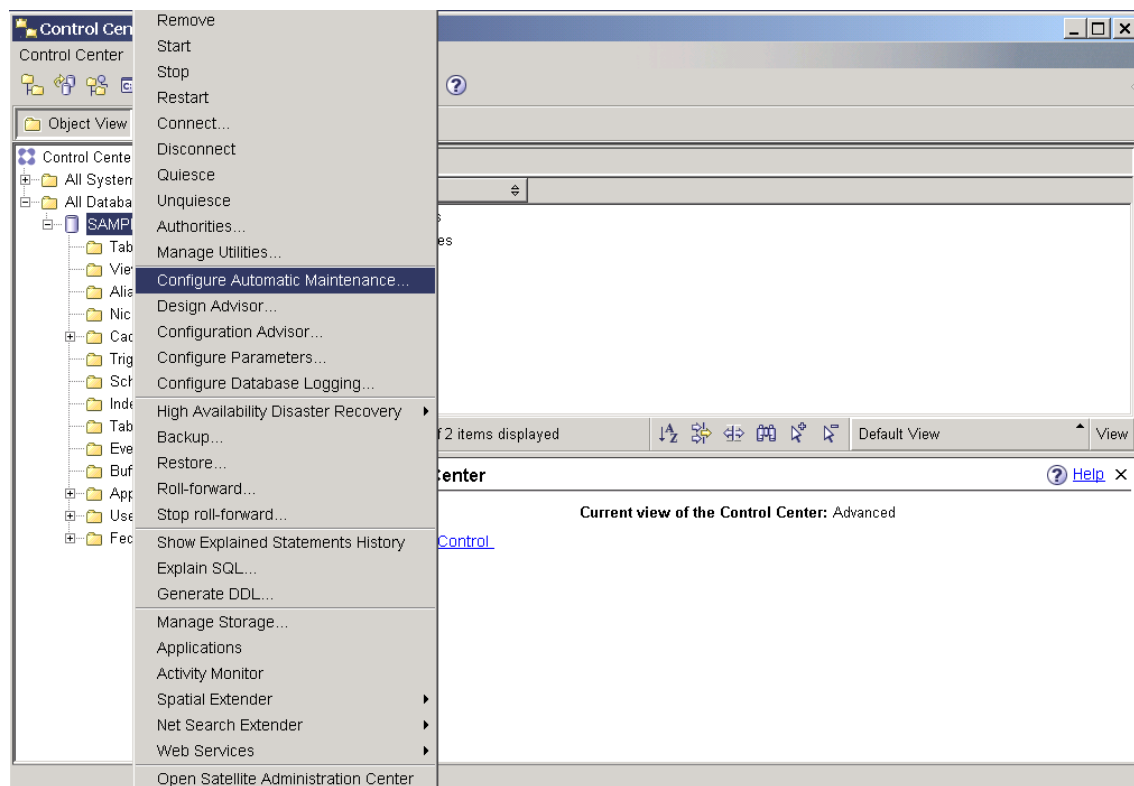 Control Cen
Control Center
Object View
Control Cente
All System
All Databa
SAMPL
Tab
View
Alia
Nic
Cac
Trig
Sch
Inde
Tab
Eve
Buf
App
Use
Fed
Remove
Start
Stop
Restart
Connect...
Disconnect
Quiesce
Unquiesce
Authorities...
Manage Utilities...
Configure Automatic Maintenance...
Design Advisor...
Configuration Advisor...
Configure Parameters...
Configure Database Logging...
High Availability Disaster Recovery
Backup...
Restore...
Roll-forward...
Stop roll-forward...
Show Explained Statements History
Explain SQL...
Generate DDL...
Manage Storage...
Applications
Activity Monitor
Spatial Extender
Net Search Extender
Web Services
Open Satellite Administration Center
s
es
f 2 items displayed
Default View
View
Center
Help
Current view of the Control Center: Advanced
Control